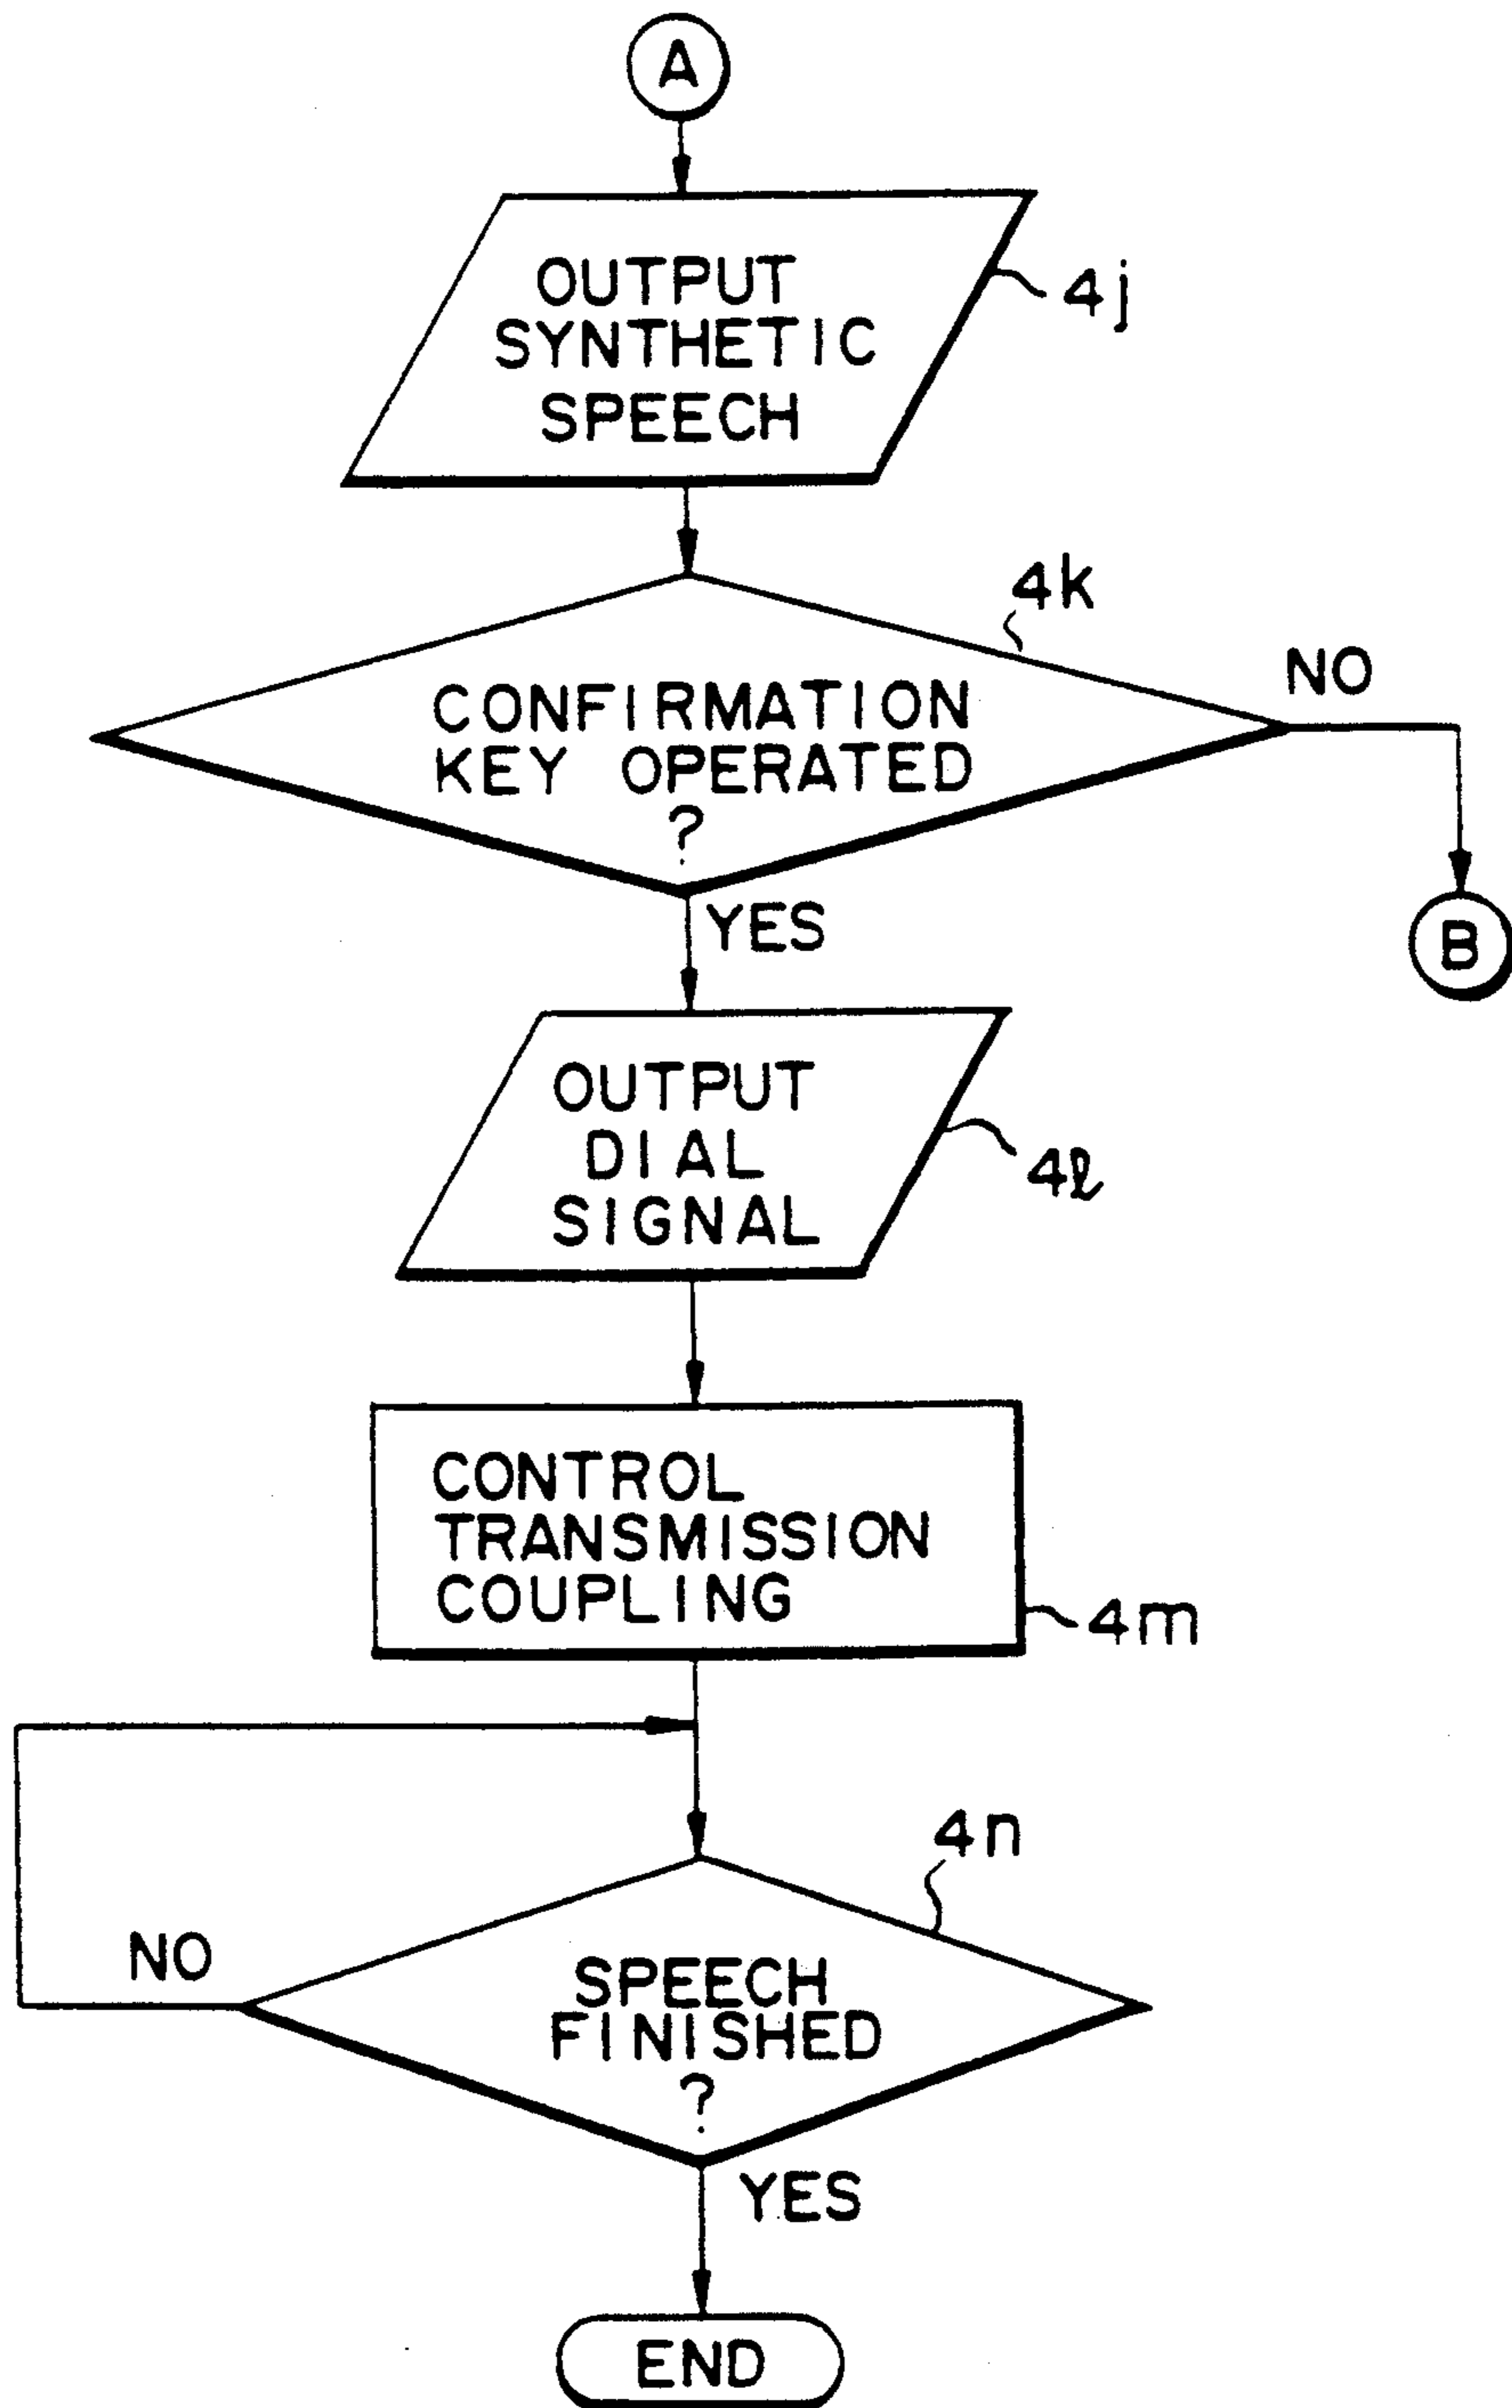 A
OUTPUT
SYNTHETIC
SPEECH
4j
4k
CONFIRMATION
KEY OPERATED
?
NO
B
YES
OUTPUT
DIAL
SIGNAL
4ℓ
CONTROL
TRANSMISSION
COUPLING
4m
4n
NO
SPEECH
FINISHED
?
YES
END